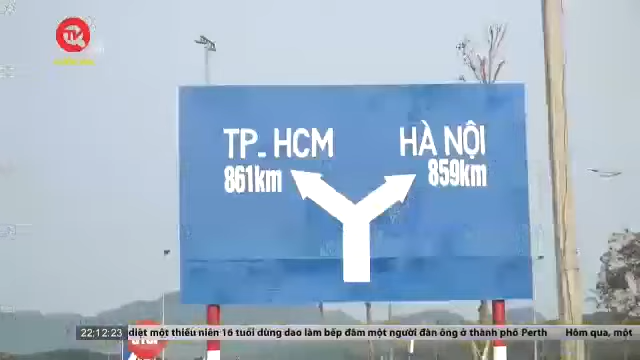 TP_ HCM
861km
HÀ NỘI
859km
22:12:23
diệt một thiếu niên 16 tuổi dùng dao làm bếp đâm một người đàn ông ở thành phố Perth Hôm qua, một